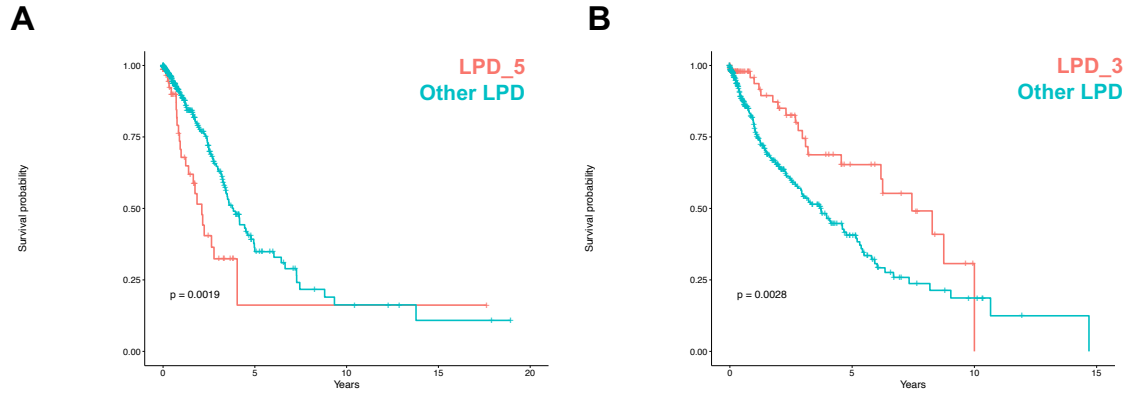 A
LPD_5
Other LPD
1.00
0.75
0.50
0.25
0.00
Survival probability
p = 0.0019
0 5 10 15 20
Years
B
LPD_3
Other LPD
1.00
0.75
0.50
0.25
0.00
Survival probability
p = 0.0028
0 5 10 15
Years